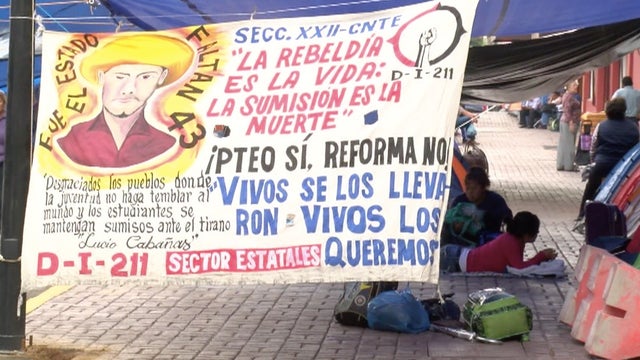 FUE EL ESTADO
FALTAN 43
SECC. XXII-CNTE
"LA REBELDÍA
ES LA VIDA:
LA SUMISIÓN ES LA
MUERTE"
D-I-211
¡PTEO SÍ, REFORMA NO!
"Desgraciados los pueblos donde
la juventud no haga temblar al
mundo y los estudiantes se
mantengan sumisos ante el tirano"
"Lucio Cabañas"
"VIVOS SE LOS LLEVA
RON VIVOS LOS
QUEREMOS"
D-I-211 SECTOR ESTATALES